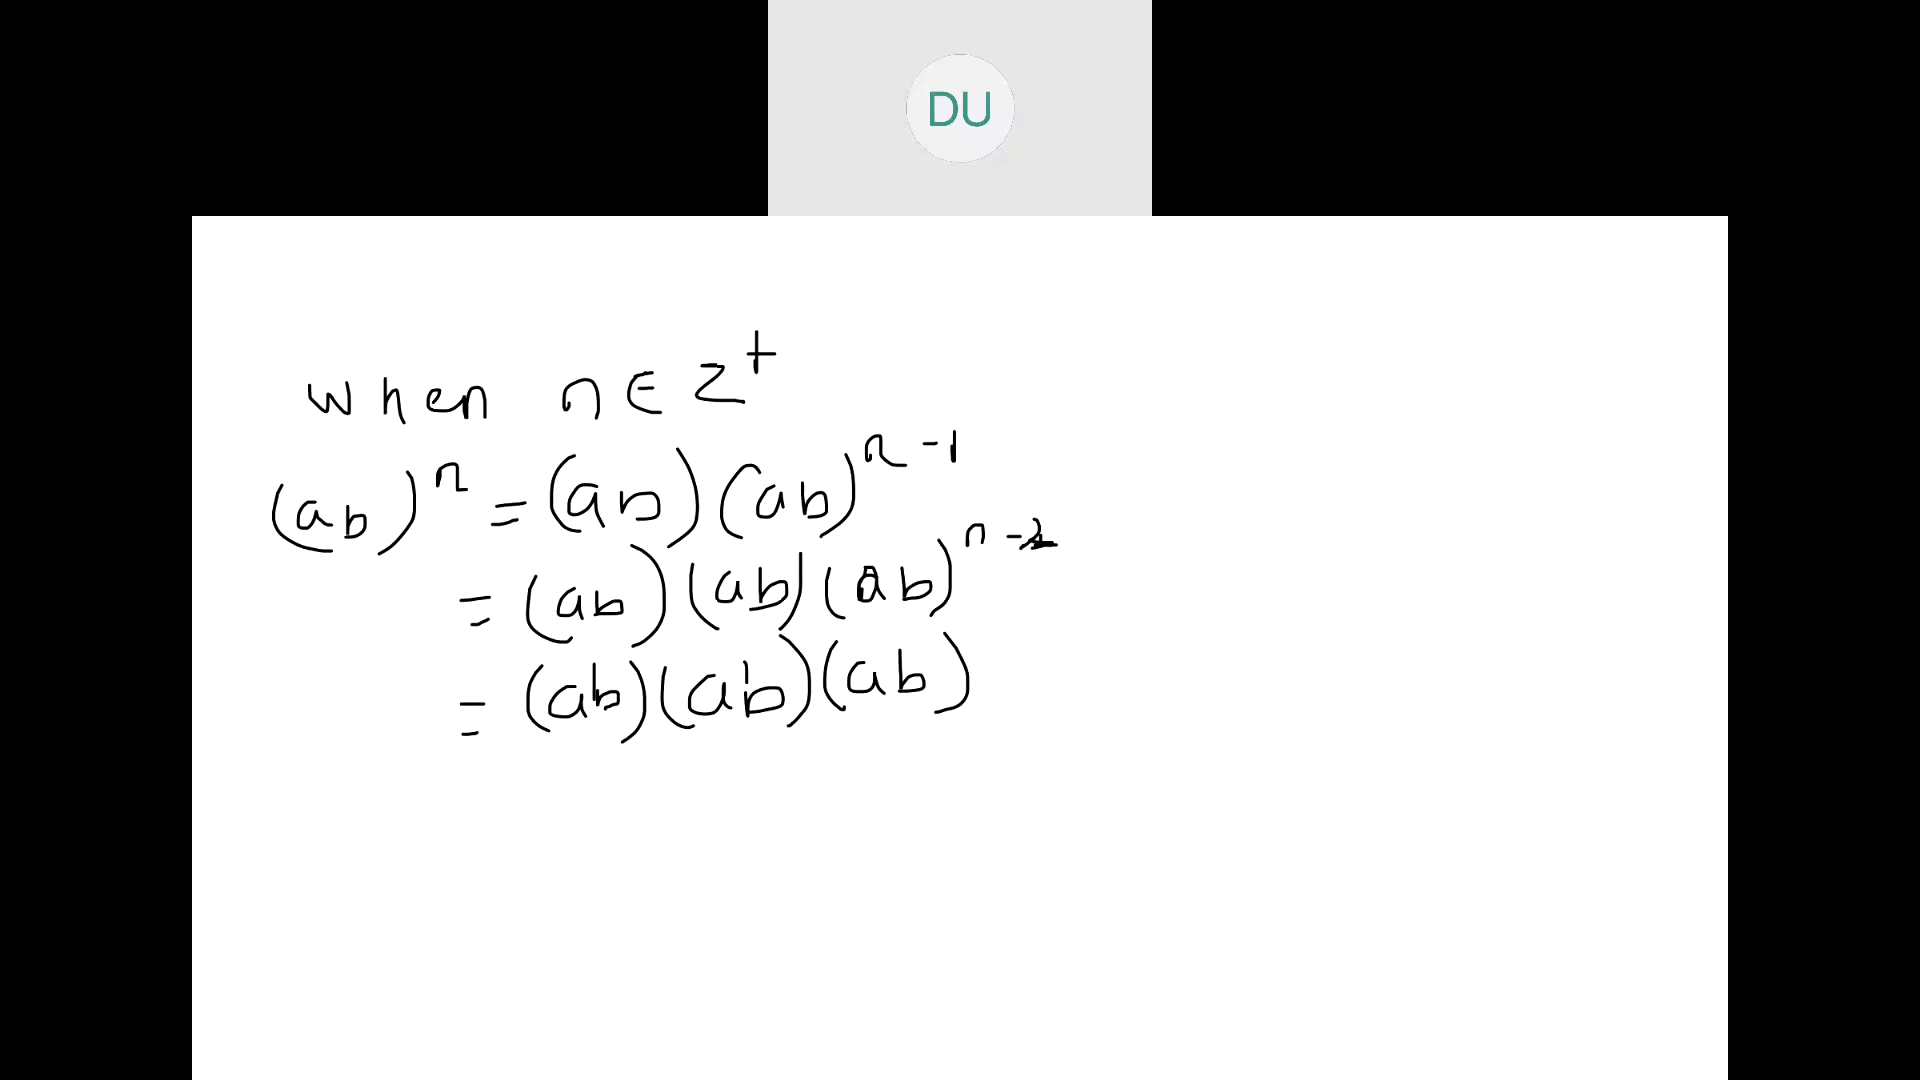 DU
when n ∈ Z⁺
(ab)ⁿ = (ab)(ab)ⁿ⁻¹
= (ab)(ab)(ab)ⁿ⁻²
= (ab)(ab)(ab)